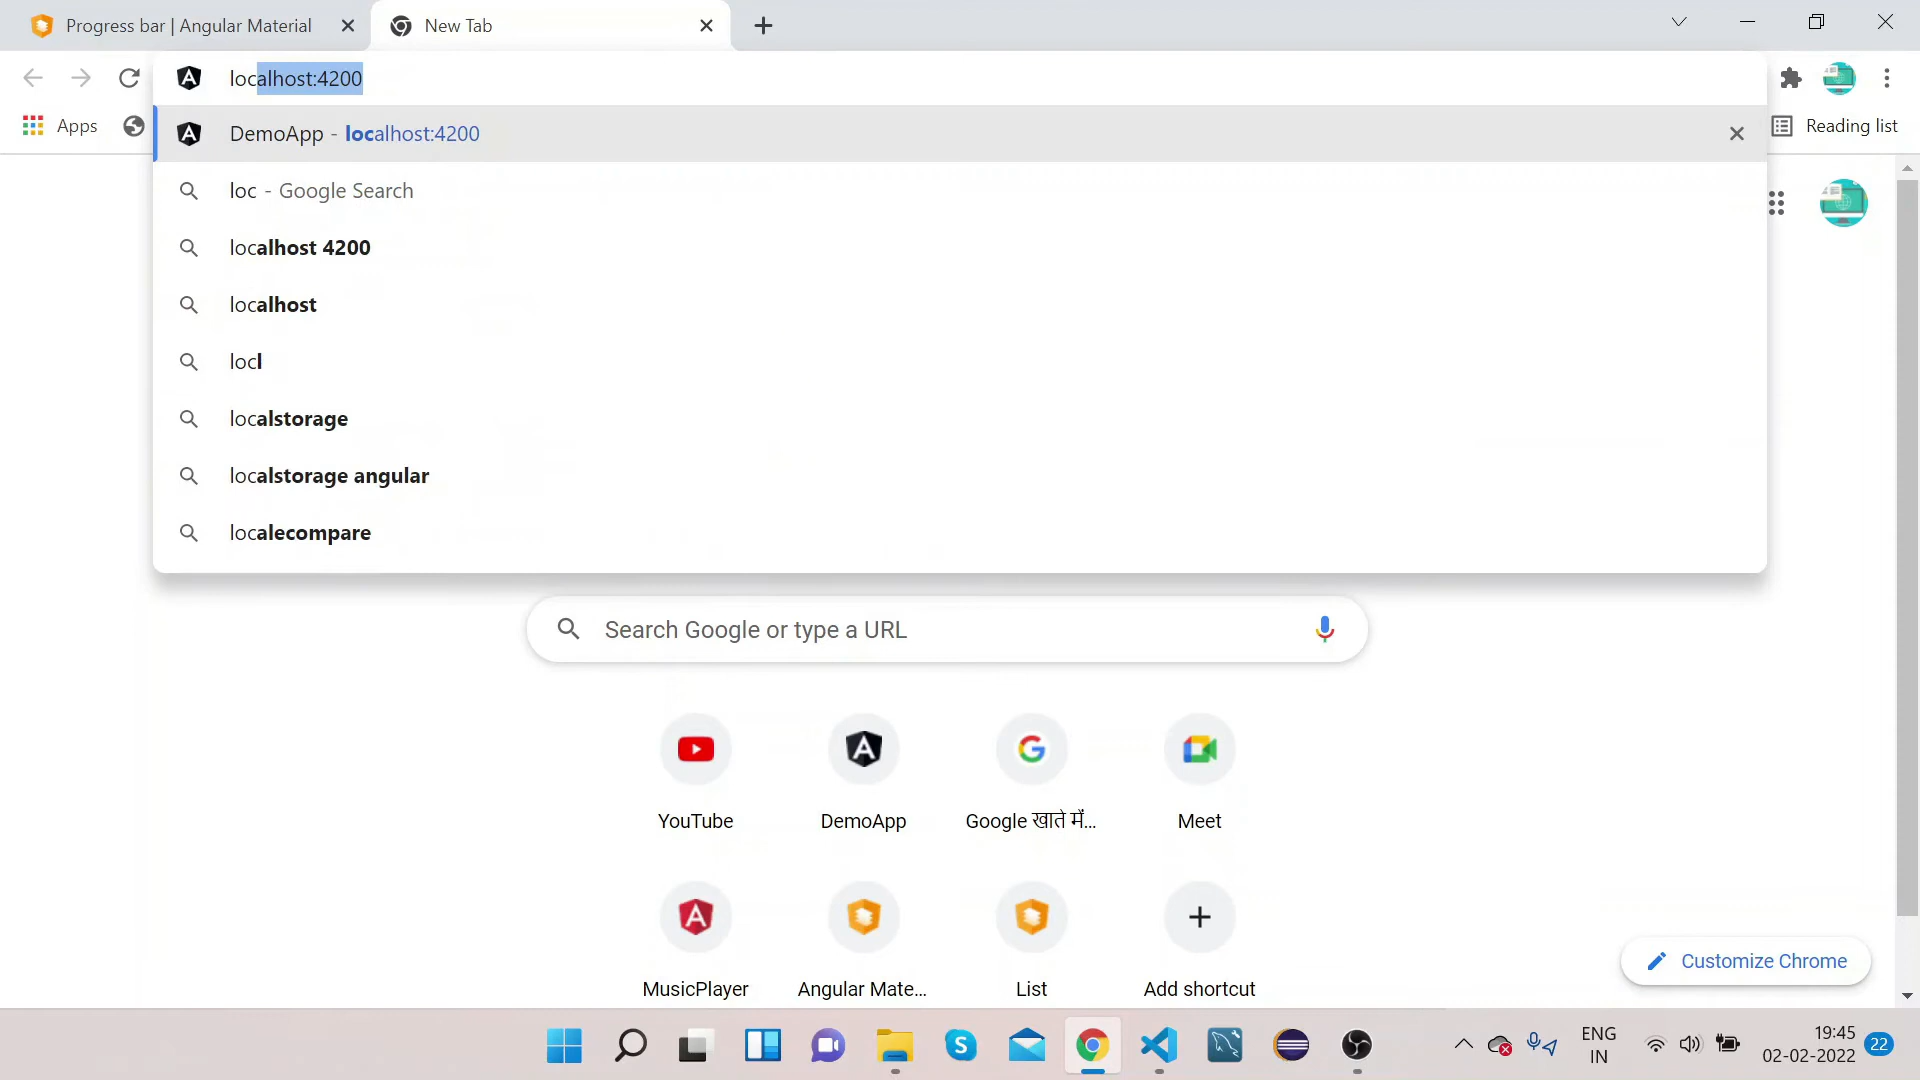 Progress bar | Angular Material
New Tab
localhost:4200
Apps
Reading list
DemoApp - localhost:4200
loc - Google Search
localhost 4200
localhost
locl
localstorage
localstorage angular
localecompare
Search Google or type a URL
YouTube
DemoApp
Google खाते में...
Meet
MusicPlayer
Angular Mate...
List
Add shortcut
Customize Chrome
ENG
IN
19:45
02-02-2022
22